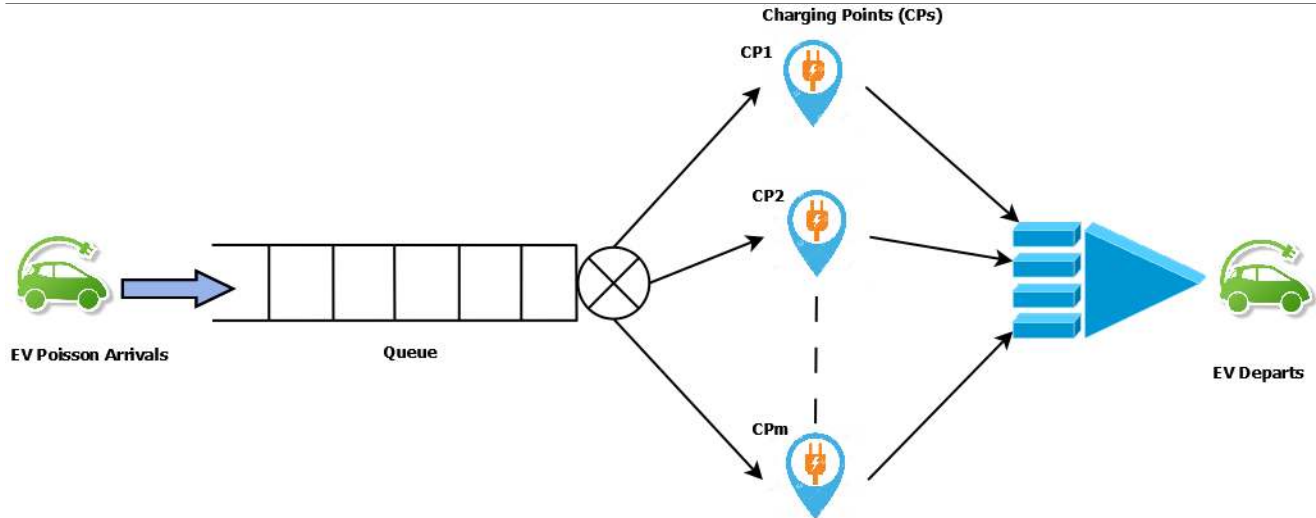 Charging Points (CPs)
CP1
CP2
EV Poisson Arrivals
Queue
EV Departs
CPm